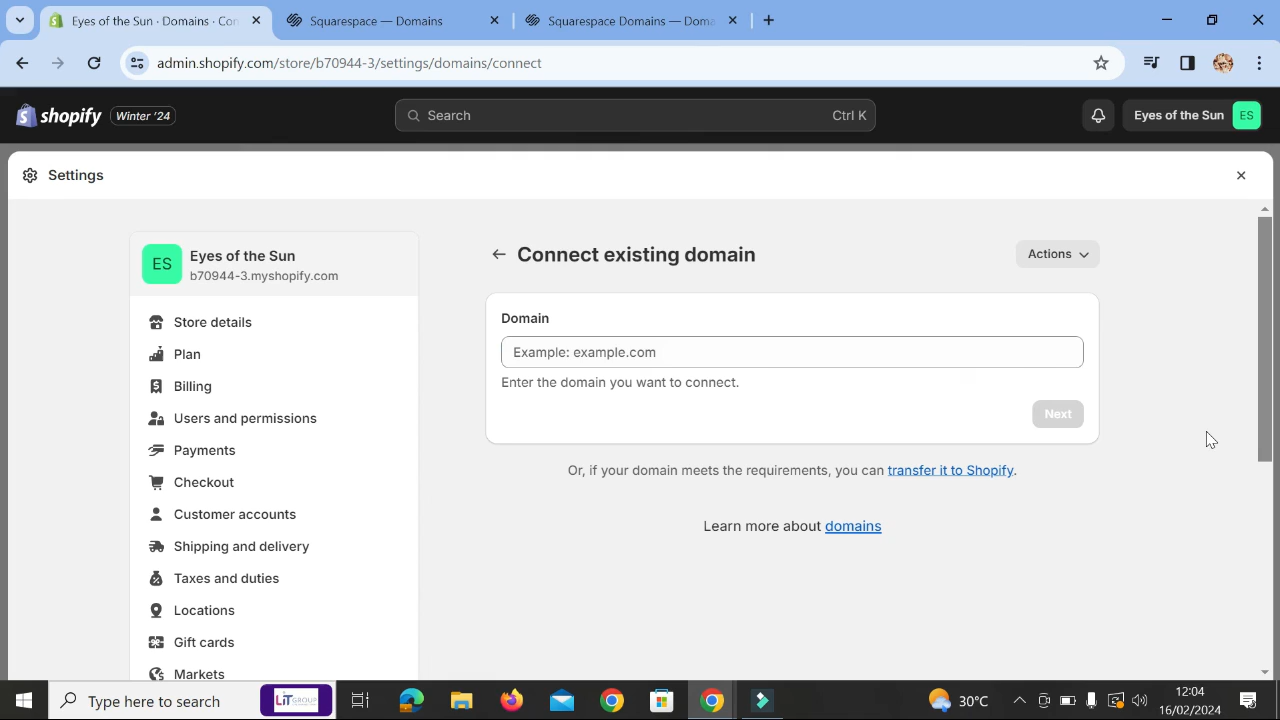 Eyes of the Sun · Domains · Con
Squarespace — Domains
Squarespace Domains — Doma
admin.shopify.com/store/b70944-3/settings/domains/connect
shopify
Winter '24
Search
Ctrl K
Eyes of the Sun
ES
Settings
ES
Eyes of the Sun
b70944-3.myshopify.com
Store details
Plan
Billing
Users and permissions
Payments
Checkout
Customer accounts
Shipping and delivery
Taxes and duties
Locations
Gift cards
Markets
Connect existing domain
Actions
Domain
Example: example.com
Enter the domain you want to connect.
Next
Or, if your domain meets the requirements, you can transfer it to Shopify.
Learn more about domains
Type here to search
LiT GROUP
30°C
12:04
16/02/2024